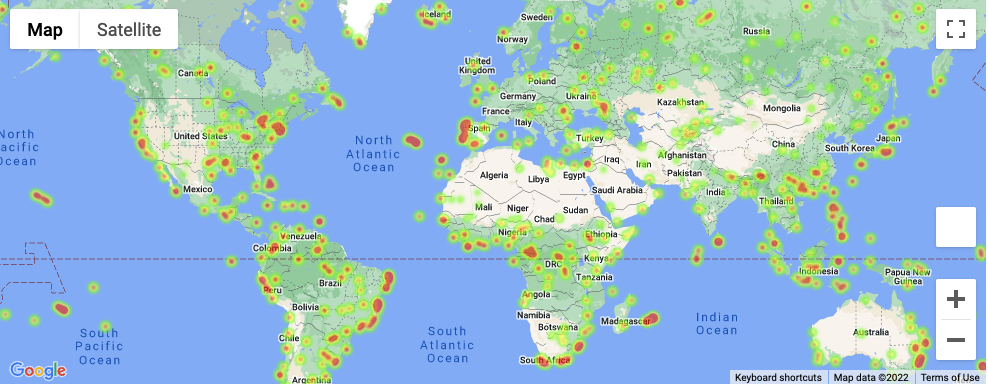 Map
Satellite
Iceland
Sweden
Russia
Norway
Canada
United
Kingdom
Poland
Germany
Ukraine
Kazakhstan
Mongolia
France
Italy
Spain
Turkey
United States
North
Pacific
Ocean
North
Atlantic
Ocean
China
Japan
South Korea
Afghanistan
Iraq
Iran
Pakistan
Algeria
Libya
Egypt
Saudi Arabia
India
Mexico
Mali
Niger
Chad
Sudan
Thailand
Nigeria
Ethiopia
Venezuela
Colombia
Kenya
DRC
Indonesia
Papua New
Guinea
Tanzania
Peru
Brazil
Angola
Bolivia
Namibia
Botswana
Madagascar
Indian
Ocean
Australia
South
Pacific
Ocean
Chile
South
Atlantic
Ocean
South Africa
Argentina
Google
Keyboard shortcuts
Map data ©2022
Terms of Use